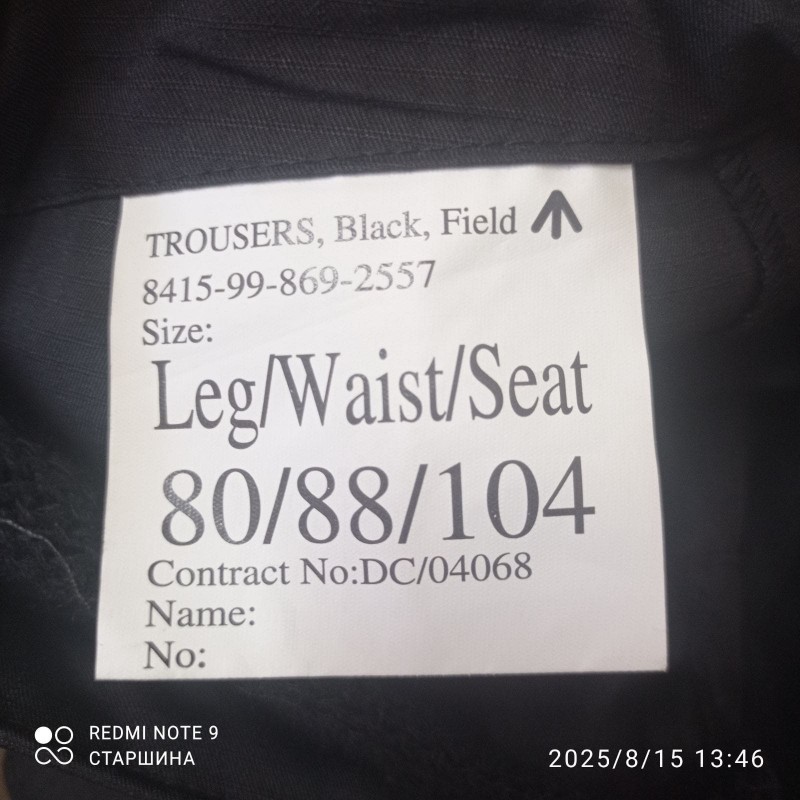 TROUSERS, Black, Field
8415-99-869-2557
Size:
Leg/Waist/Seat
80/88/104
Contract No:DC/04068
Name:
No:
REDMI NOTE 9
СТАРШИНА
2025/8/15 13:46